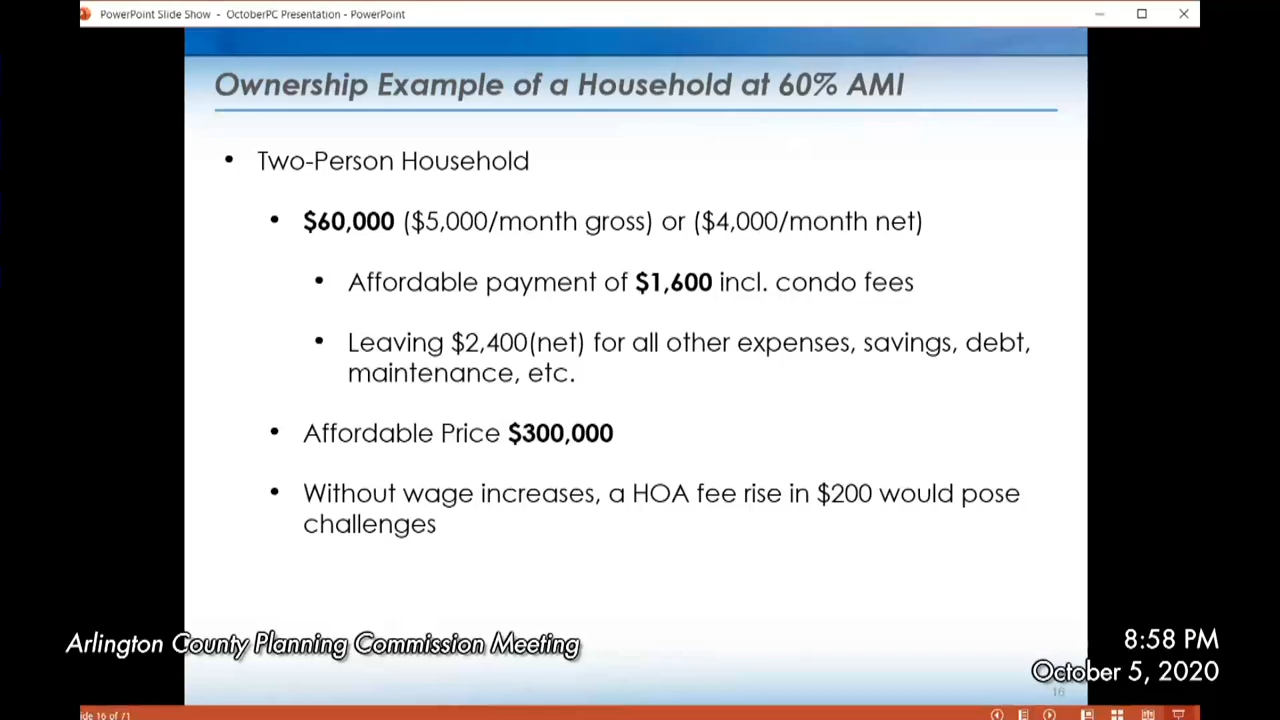 PowerPoint Slide Show - OctoberPC Presentation - PowerPoint
Ownership Example of a Household at 60% AMI
• Two-Person Household
• $60,000 ($5,000/month gross) or ($4,000/month net)
• Affordable payment of $1,600 incl. condo fees
• Leaving $2,400(net) for all other expenses, savings, debt,
maintenance, etc.
• Affordable Price $300,000
• Without wage increases, a HOA fee rise in $200 would pose
challenges
Arlington County Planning Commission Meeting
8:58 PM
October 5, 2020
16
ide 16 of 71